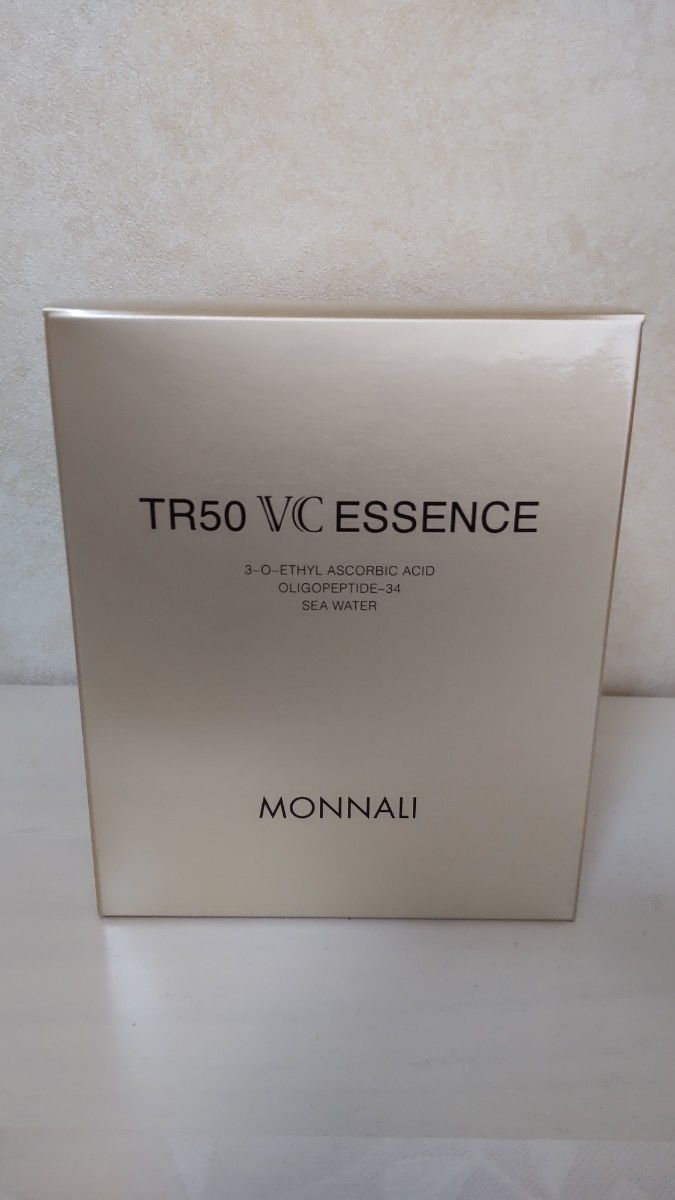 TR50 VC ESSENCE
3-O-ETHYL ASCORBIC ACID
OLIGOPEPTIDE-34
SEA WATER
MONNALI